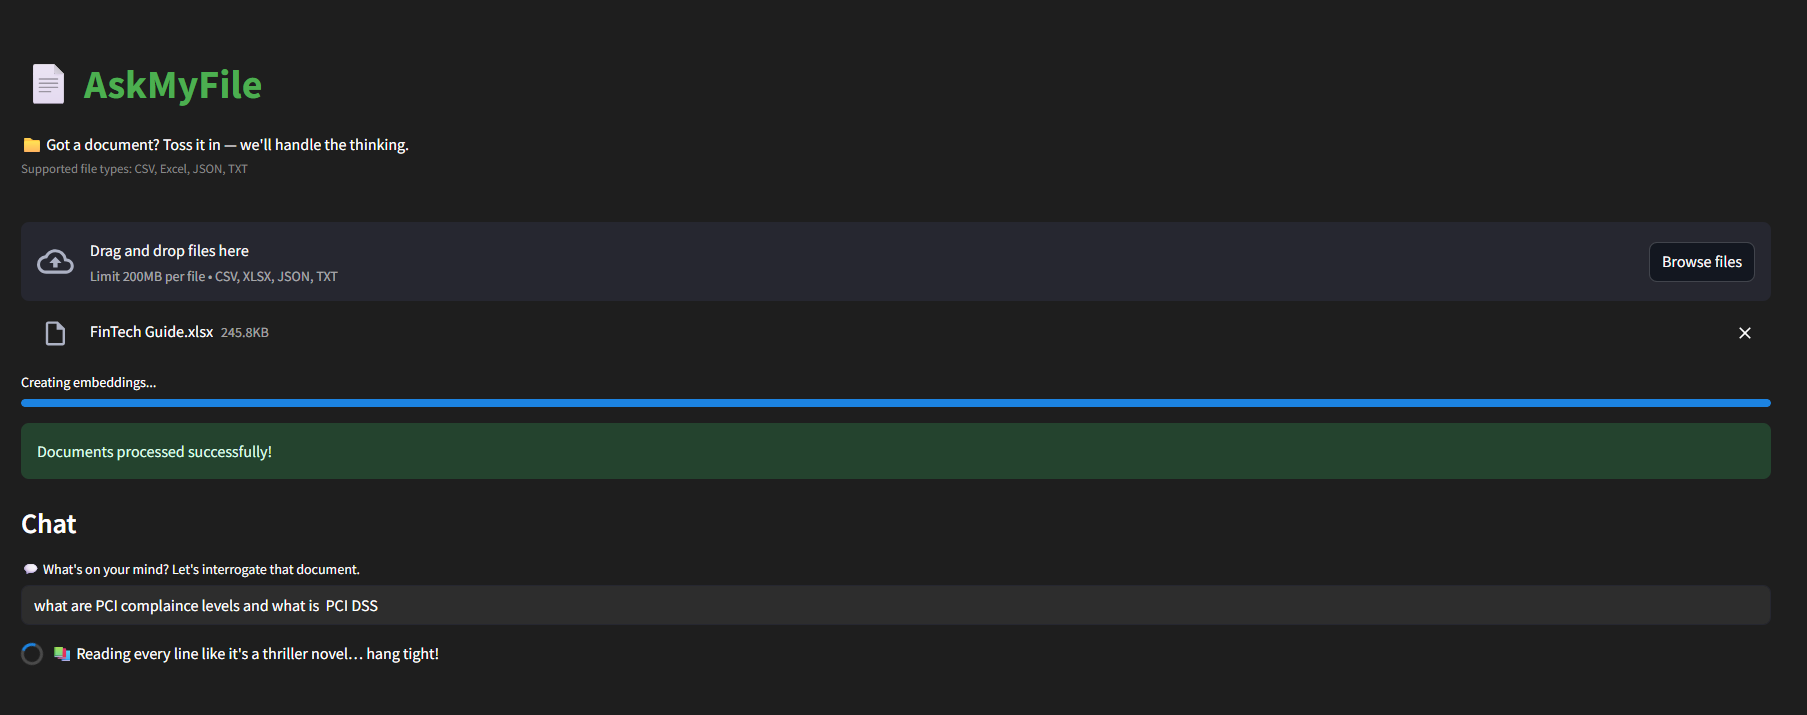 AskMyFile
Got a document? Toss it in — we'll handle the thinking.
Supported file types: CSV, Excel, JSON, TXT
Drag and drop files here
Limit 200MB per file • CSV, XLSX, JSON, TXT
Browse files
FinTech Guide.xlsx 245.8KB
Creating embeddings...
Documents processed successfully!
Chat
What's on your mind? Let's interrogate that document.
what are PCI complaince levels and what is  PCI DSS
Reading every line like it's a thriller novel… hang tight!